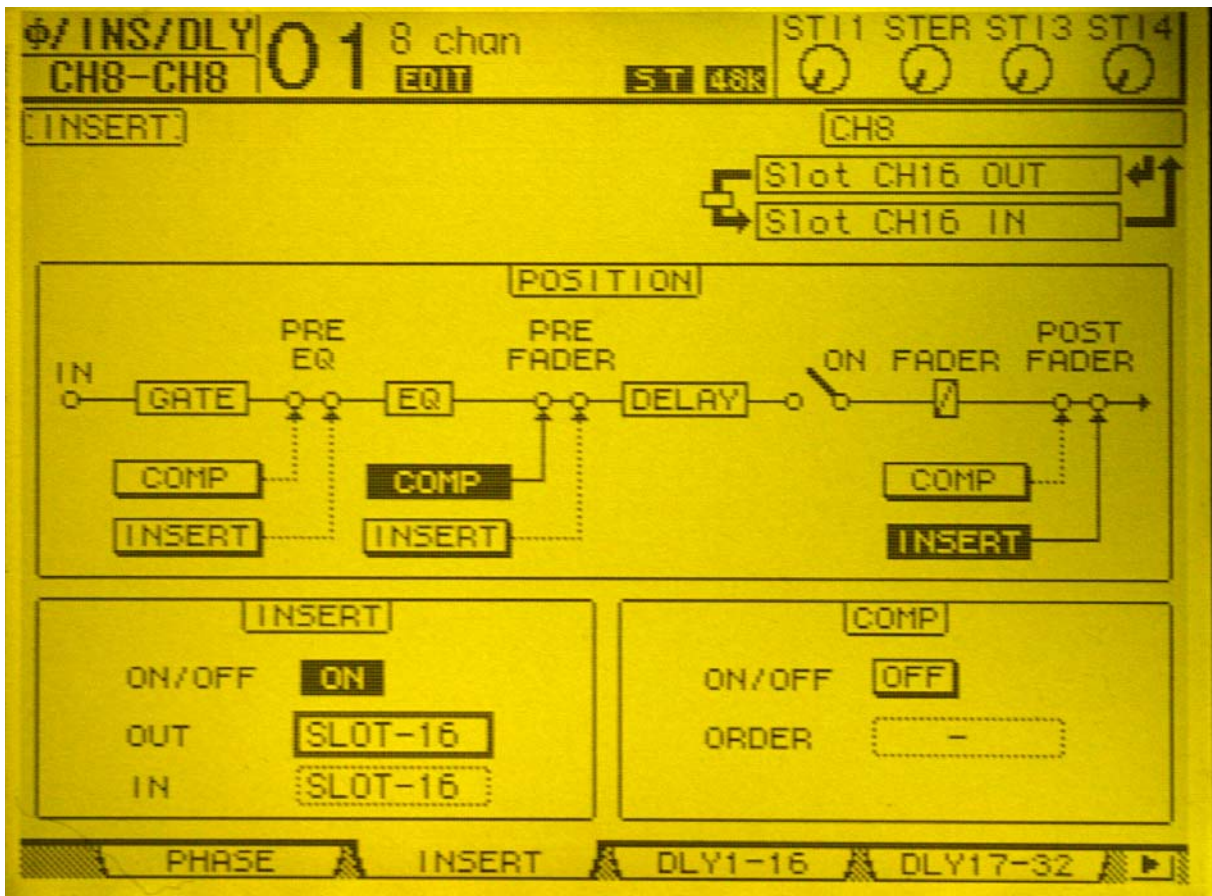 φ/INS/DLY 01 8 chan STI1 STER STI3 STI4
CH8-CH8 EDIT ST 48K
INSERT CH8
Slot CH16 OUT
Slot CH16 IN
POSITION
PRE EQ PRE FADER POST FADER
IN ON FADER
GATE EQ DELAY
COMP COMP COMP
INSERT INSERT INSERT
INSERT COMP
ON/OFF ON ON/OFF OFF
OUT SLOT-16 ORDER -
IN SLOT-16
PHASE INSERT DLY1-16 DLY17-32